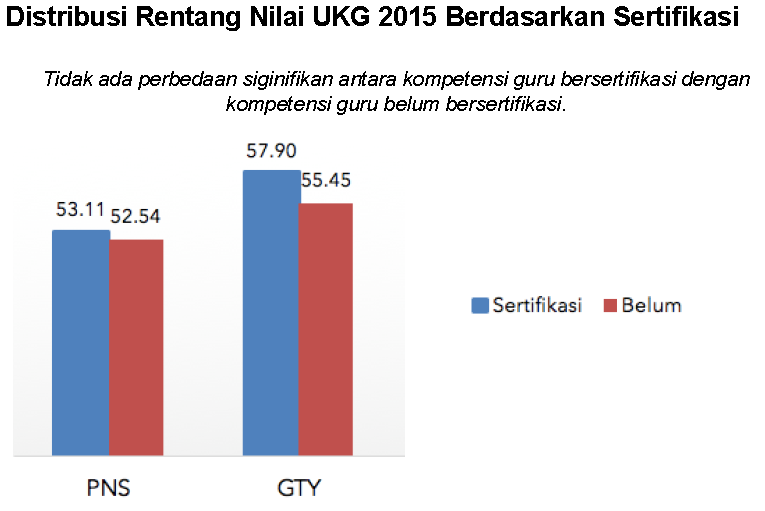 Distribusi Rentang Nilai UKG 2015 Berdasarkan Sertifikasi
Tidak ada perbedaan siginifikan antara kompetensi guru bersertifikasi dengan
kompetensi guru belum bersertifikasi.
57.90
55.45
53.11
52.54
Sertifikasi
Belum
PNS
GTY